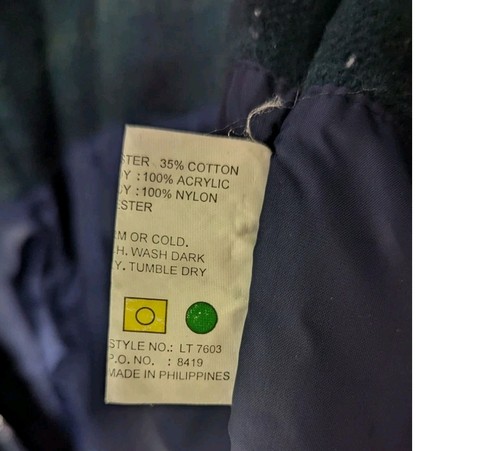 STER 35% COTTON
Y : 100% ACRYLIC
Y : 100% NYLON
ESTER
M OR COLD.
H. WASH DARK
Y. TUMBLE DRY
STYLE NO.: LT 7603
P.O. NO. : 8419
MADE IN PHILIPPINES